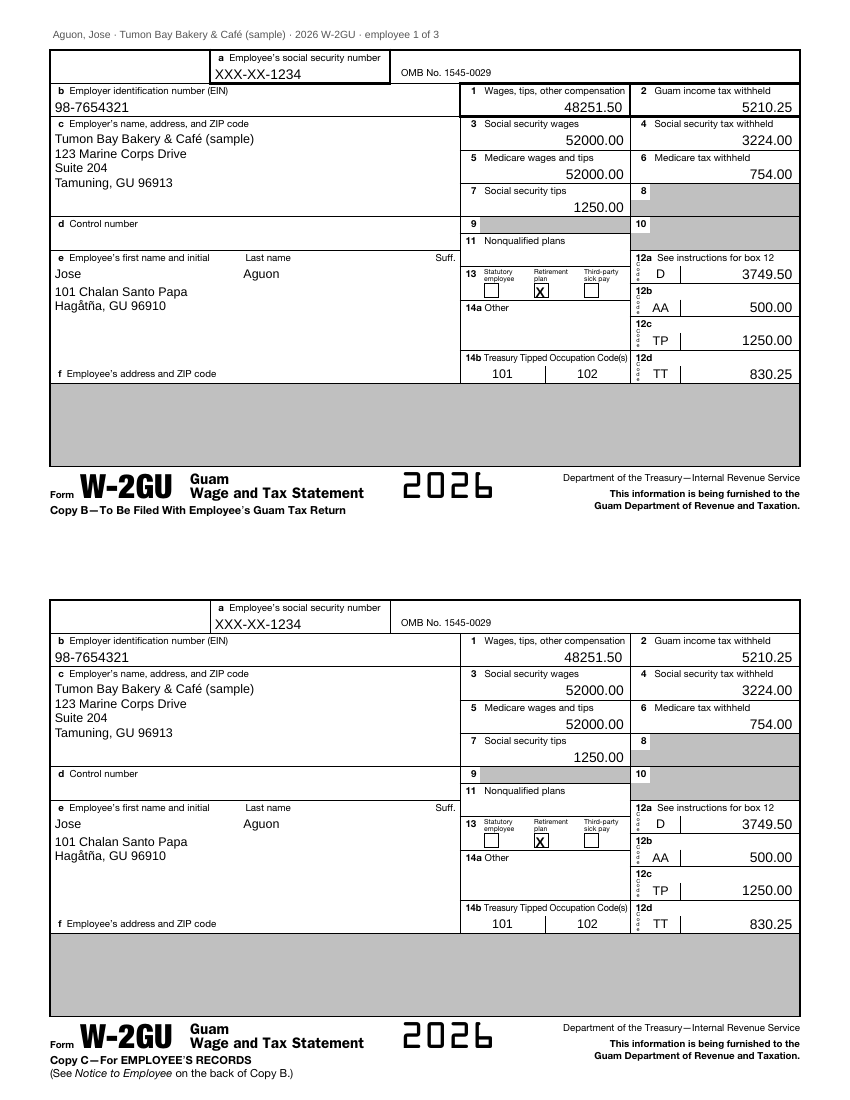 Aguon, Jose · Tumon Bay Bakery & Café (sample) · 2026 W-2GU · employee 1 of 3
a Employee's social security number
XXX-XX-1234 OMB No. 1545-0029
b Employer identification number (EIN) 1 Wages, tips, other compensation 2 Guam income tax withheld
98-7654321 48251.50 5210.25
c Employer's name, address, and ZIP code 3 Social security wages 4 Social security tax withheld
Tumon Bay Bakery & Café (sample) 52000.00 3224.00
123 Marine Corps Drive 5 Medicare wages and tips 6 Medicare tax withheld
Suite 204 52000.00 754.00
Tamuning, GU 96913
7 Social security tips 8
1250.00
d Control number 9 10
11 Nonqualified plans
e Employee's first name and initial Last name Suff. 12a See instructions for box 12
Jose Aguon 13 Statutory employee Retirement plan Third-party sick pay Code D 3749.50
101 Chalan Santo Papa X 12b
Hagåtña, GU 96910 14a Other Code AA 500.00
12c
Code TP 1250.00
14b Treasury Tipped Occupation Code(s) 12d
f Employee's address and ZIP code 101 102 Code TT 830.25
Form W-2GU Guam Wage and Tax Statement 2026 Department of the Treasury—Internal Revenue Service
This information is being furnished to the
Copy B—To Be Filed With Employee's Guam Tax Return Guam Department of Revenue and Taxation.
a Employee's social security number
XXX-XX-1234 OMB No. 1545-0029
b Employer identification number (EIN) 1 Wages, tips, other compensation 2 Guam income tax withheld
98-7654321 48251.50 5210.25
c Employer's name, address, and ZIP code 3 Social security wages 4 Social security tax withheld
Tumon Bay Bakery & Café (sample) 52000.00 3224.00
123 Marine Corps Drive 5 Medicare wages and tips 6 Medicare tax withheld
Suite 204 52000.00 754.00
Tamuning, GU 96913
7 Social security tips 8
1250.00
d Control number 9 10
11 Nonqualified plans
e Employee's first name and initial Last name Suff. 12a See instructions for box 12
Jose Aguon 13 Statutory employee Retirement plan Third-party sick pay Code D 3749.50
101 Chalan Santo Papa X 12b
Hagåtña, GU 96910 14a Other Code AA 500.00
12c
Code TP 1250.00
14b Treasury Tipped Occupation Code(s) 12d
f Employee's address and ZIP code 101 102 Code TT 830.25
Form W-2GU Guam Wage and Tax Statement 2026 Department of the Treasury—Internal Revenue Service
This information is being furnished to the
Copy C—For EMPLOYEE'S RECORDS Guam Department of Revenue and Taxation.
(See Notice to Employee on the back of Copy B.)